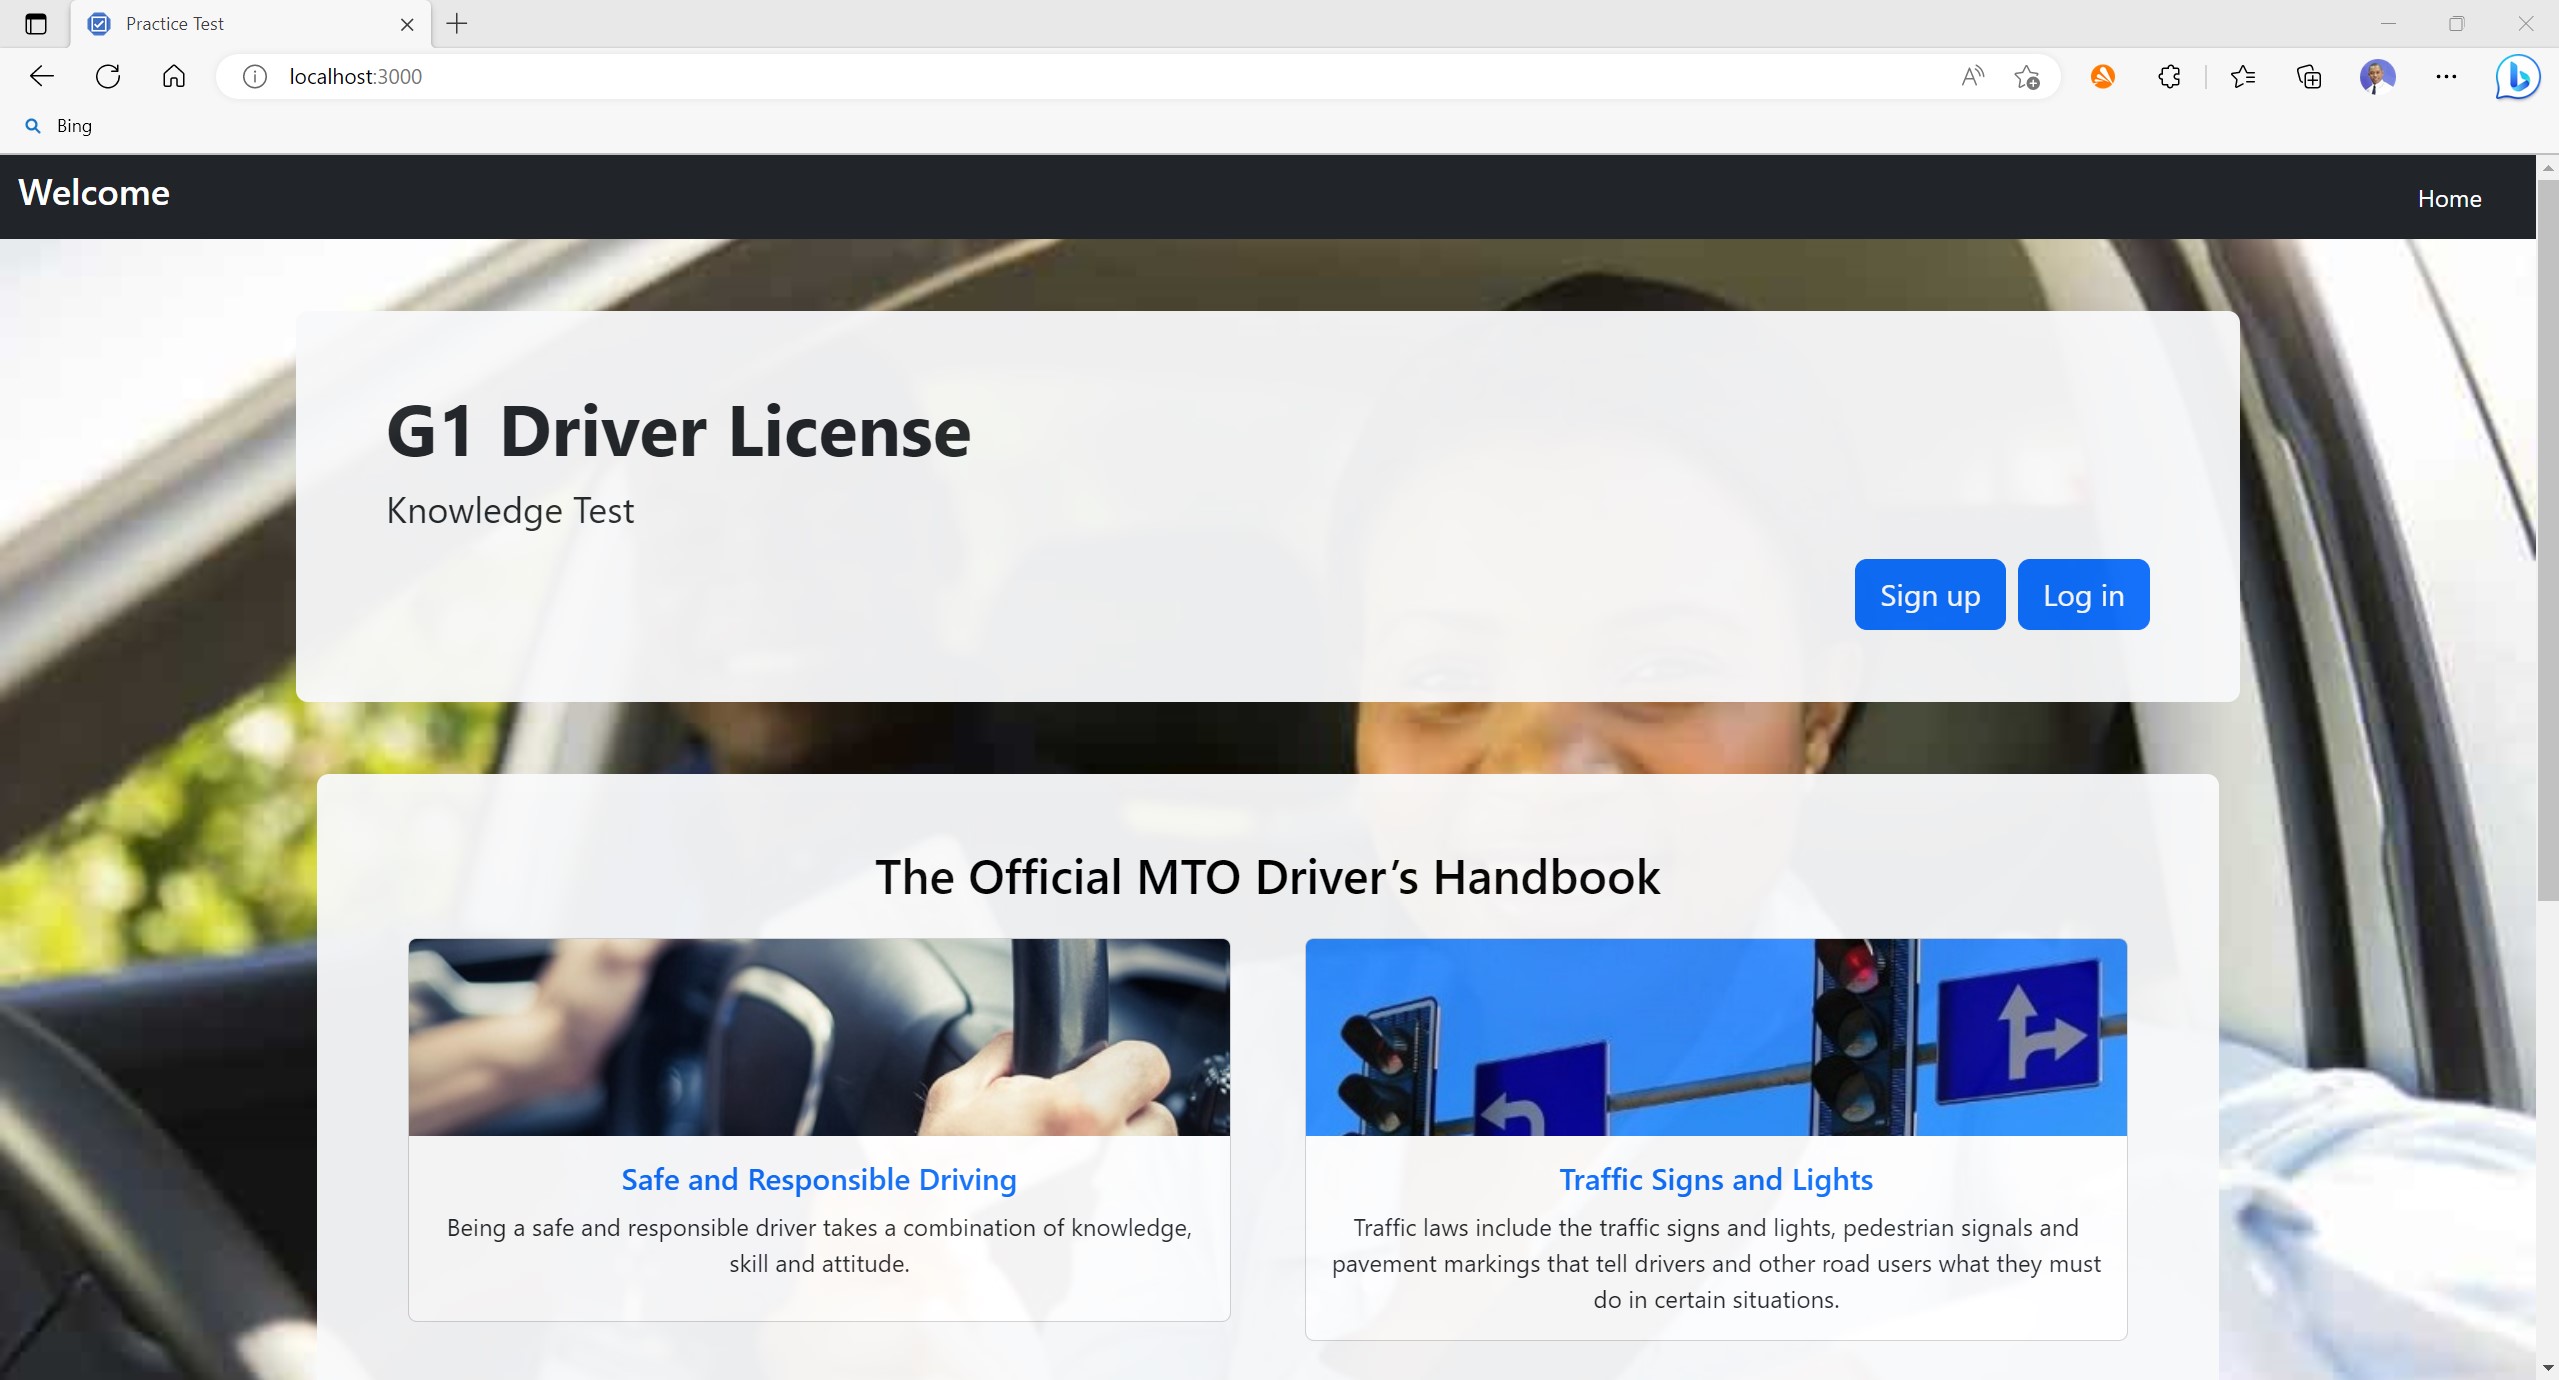 Practice Test
localhost:3000
Bing
Welcome
Home
G1 Driver License
Knowledge Test
Sign up
Log in
The Official MTO Driver’s Handbook
Safe and Responsible Driving
Being a safe and responsible driver takes a combination of knowledge,
skill and attitude.
Traffic Signs and Lights
Traffic laws include the traffic signs and lights, pedestrian signals and
pavement markings that tell drivers and other road users what they must
do in certain situations.